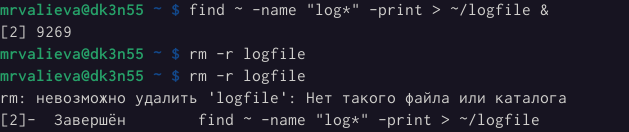 mrvalieva@dk3n55 ~ $ find ~ -name "log*" -print > ~/logfile &
[2] 9269
mrvalieva@dk3n55 ~ $ rm -r logfile
mrvalieva@dk3n55 ~ $ rm -r logfile
rm: невозможно удалить 'logfile': Нет такого файла или каталога
[2]-  Завершён        find ~ -name "log*" -print > ~/logfile